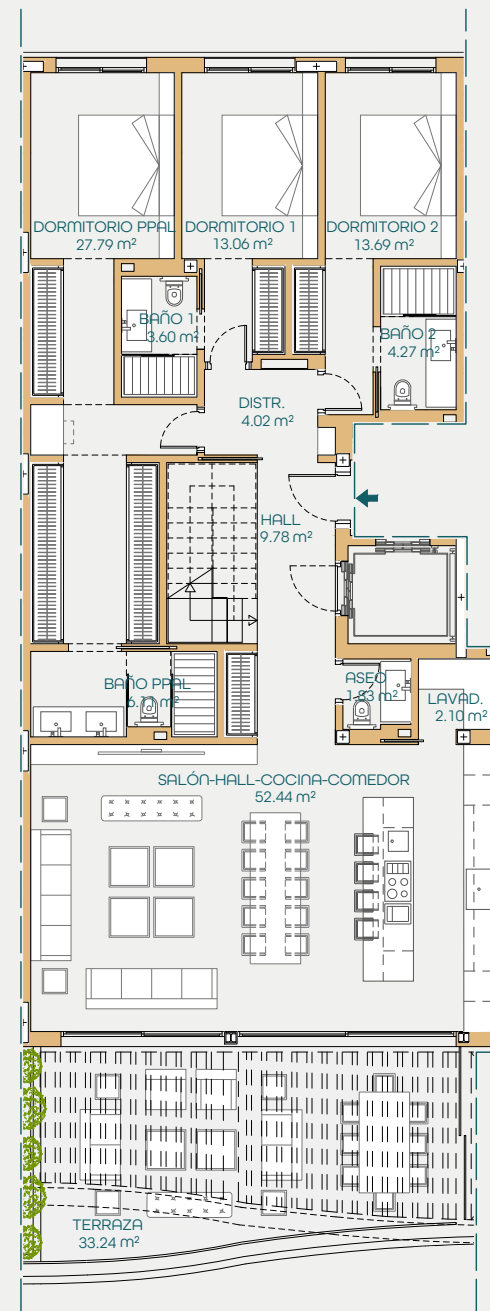 DORMITORIO PPAL
27.79 m²
DORMITORIO 1
13.06 m²
DORMITORIO 2
13.69 m²
BAÑO 1
3.60 m²
BAÑO 2
4.27 m²
DISTR.
4.02 m²
HALL
9.78 m²
BAÑO PPAL
ASEO
1.83 m²
LAVAD.
2.10 m²
SALÓN-HALL-COCINA-COMEDOR
52.44 m²
TERRAZA
33.24 m²